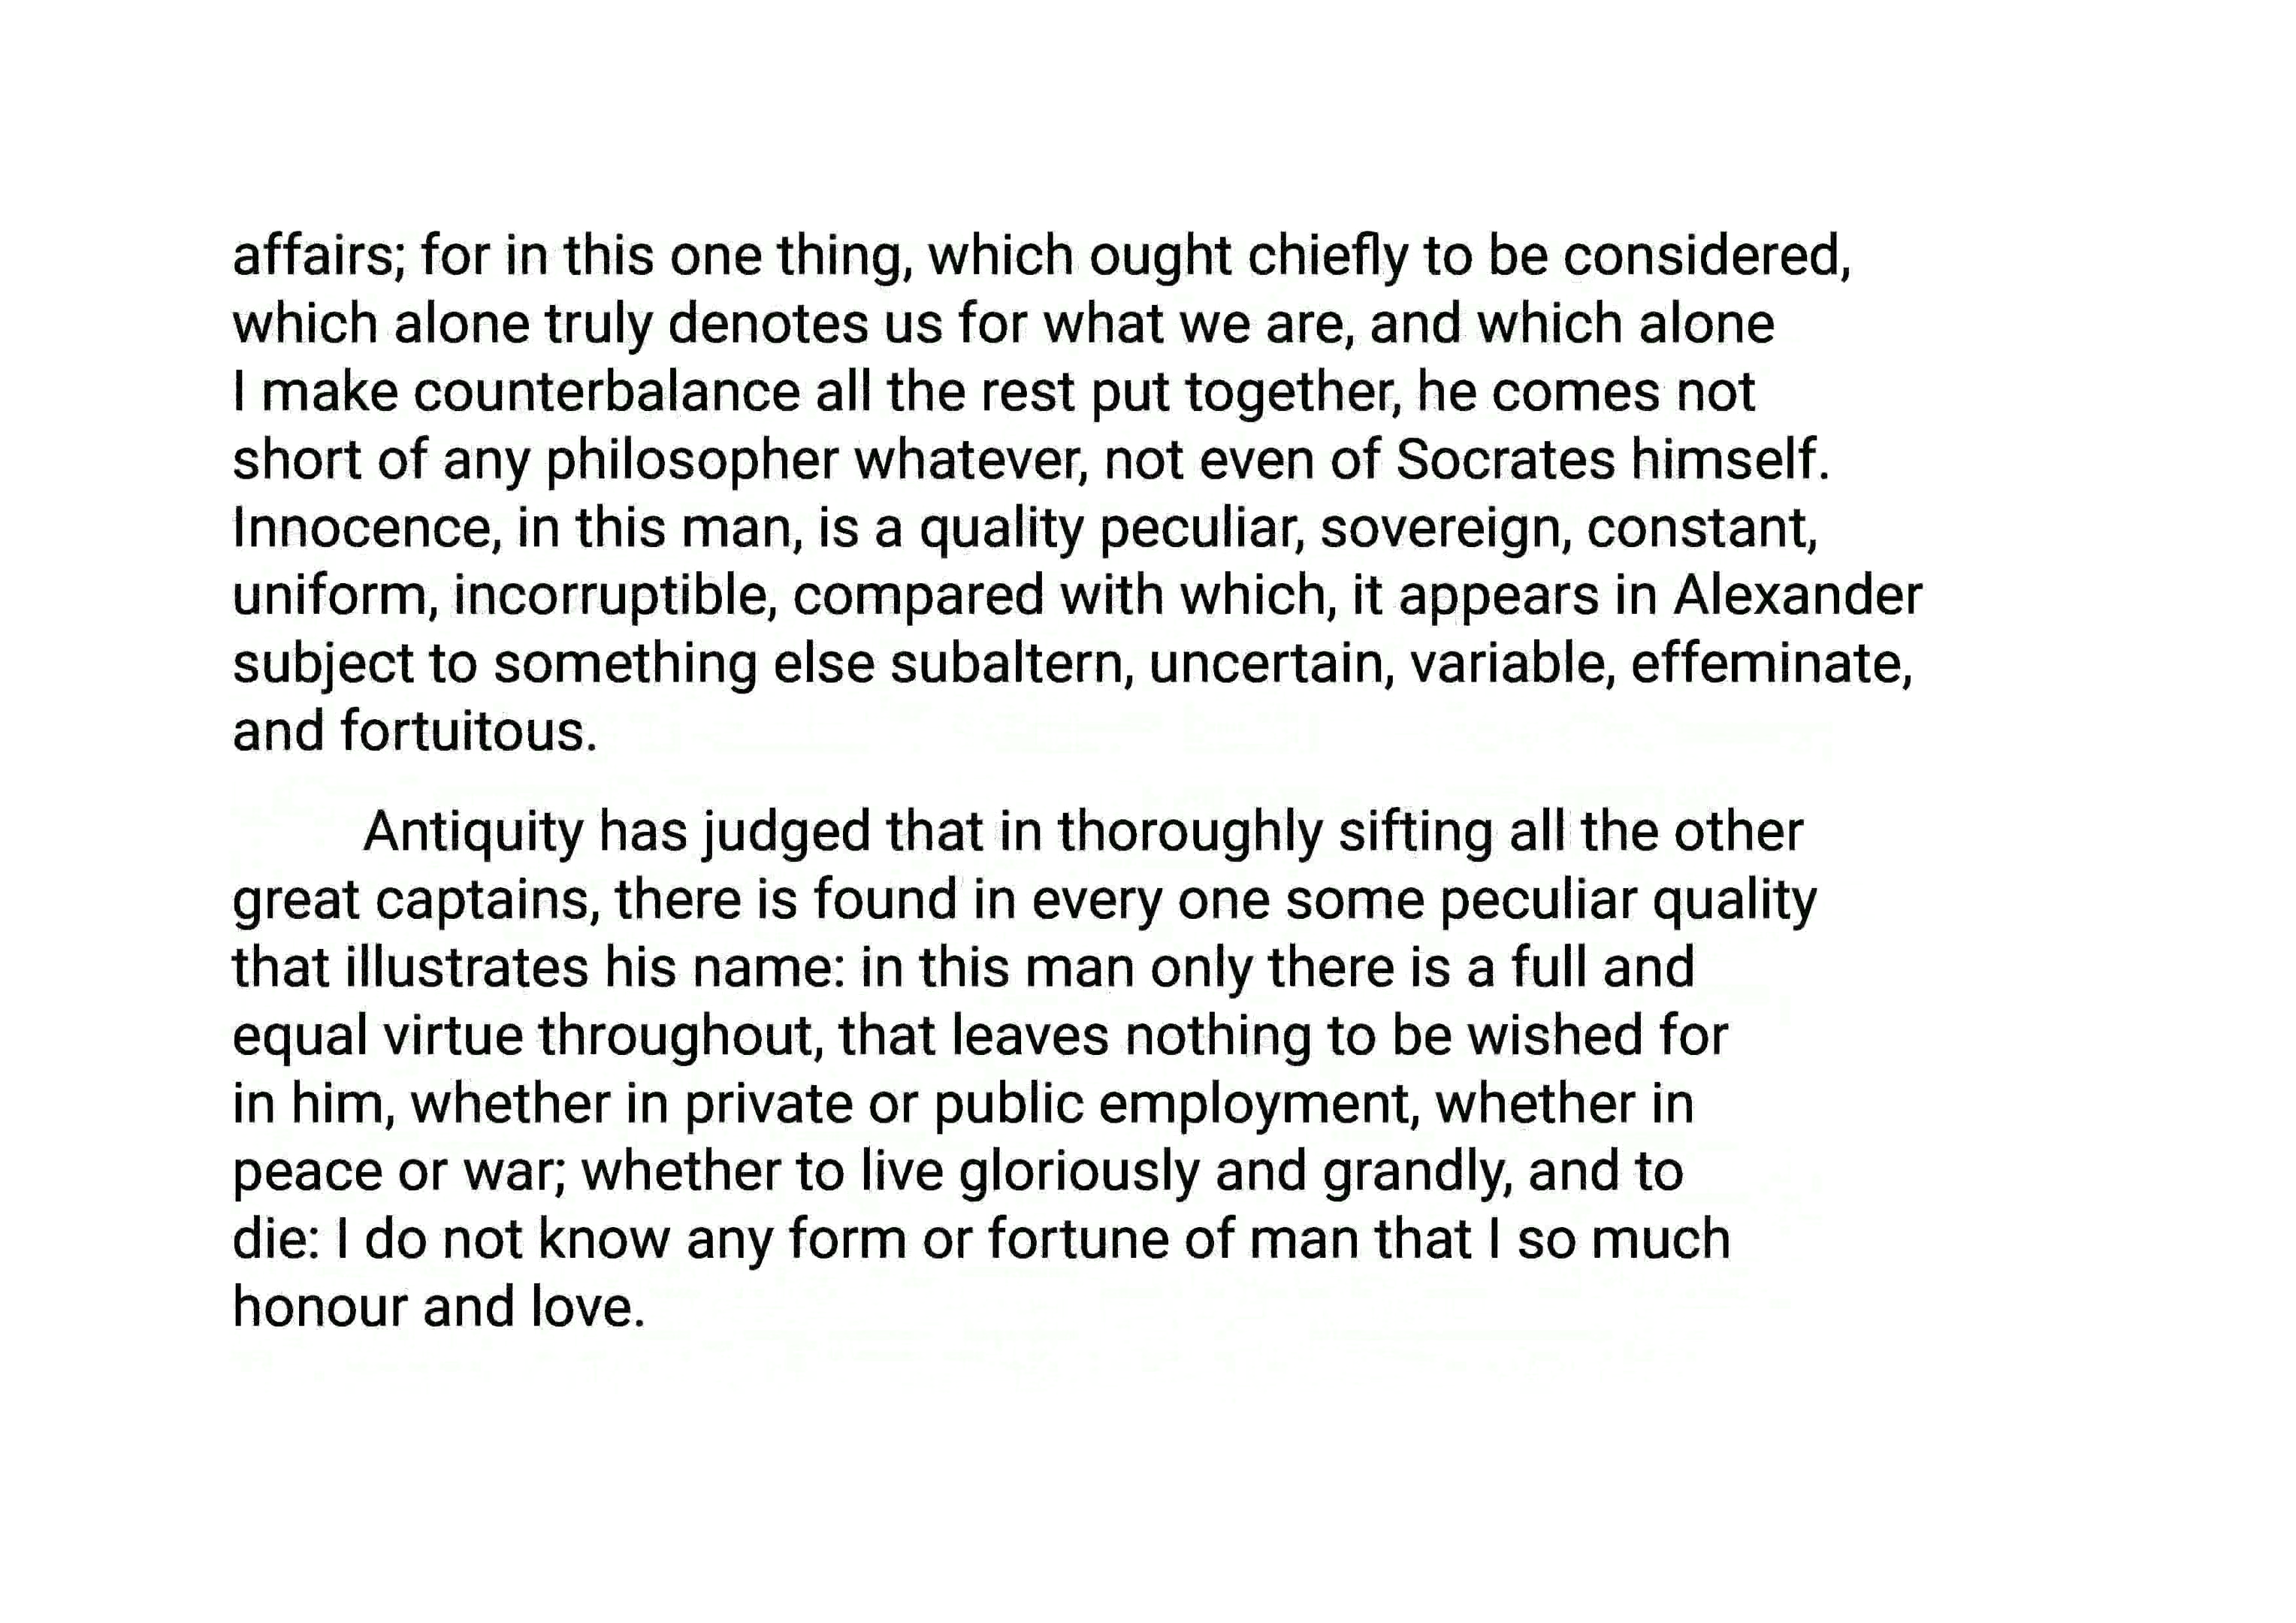 affairs; for in this one thing, which ought chiefly to be considered,
which alone truly denotes us for what we are, and which alone
I make counterbalance all the rest put together, he comes not
short of any philosopher whatever, not even of Socrates himself.
Innocence, in this man, is a quality peculiar, sovereign, constant,
uniform, incorruptible, compared with which, it appears in Alexander
subject to something else subaltern, uncertain, variable, effeminate,
and fortuitous.
Antiquity has judged that in thoroughly sifting all the other
great captains, there is found in every one some peculiar quality
that illustrates his name: in this man only there is a full and
equal virtue throughout, that leaves nothing to be wished for
in him, whether in private or public employment, whether in
peace or war; whether to live gloriously and grandly, and to
die: I do not know any form or fortune of man that I so much
honour and love.